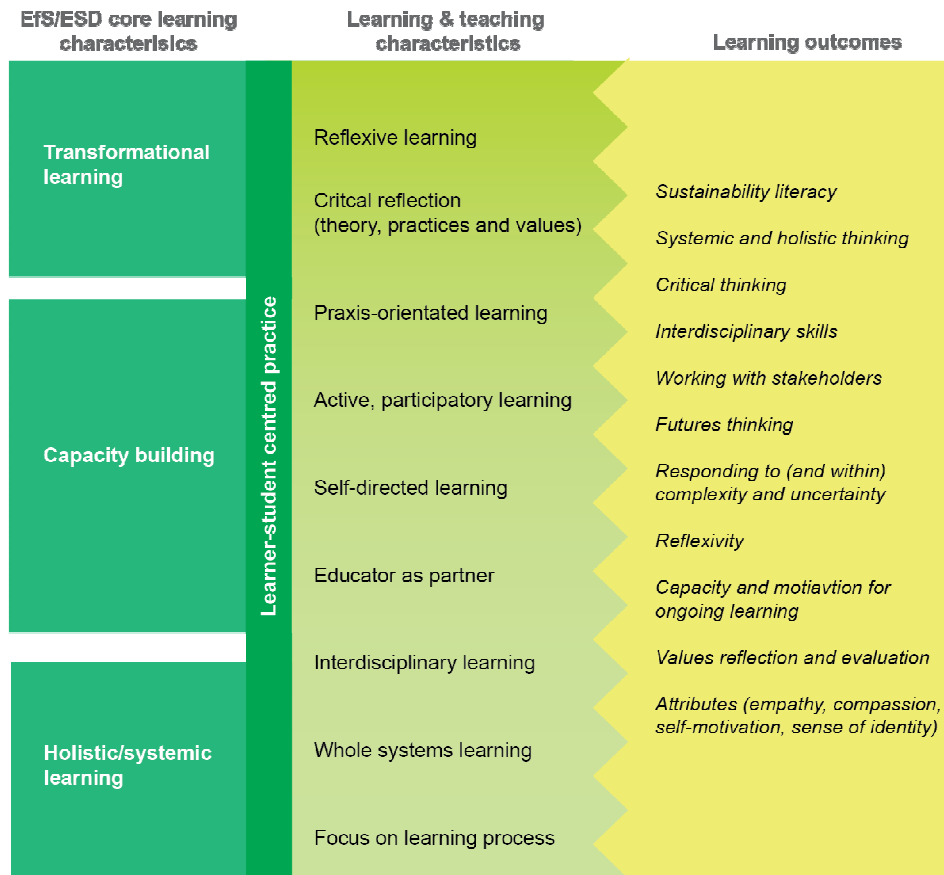 EfS/ESD core learning
characterisics
Learning & teaching
characteristics
Learning outcomes
Transformational
learning
Capacity building
Holistic/systemic
learning
Learner-student centred practice
Reflexive learning
Critcal reflection
(theory, practices and values)
Praxis-orientated learning
Active, participatory learning
Self-directed learning
Educator as partner
Interdisciplinary learning
Whole systems learning
Focus on learning process
Sustainability literacy
Systemic and holistic thinking
Critical thinking
Interdisciplinary skills
Working with stakeholders
Futures thinking
Responding to (and within)
complexity and uncertainty
Reflexivity
Capacity and motiavtion for
ongoing learning
Values reflection and evaluation
Attributes (empathy, compassion,
self-motivation, sense of identity)